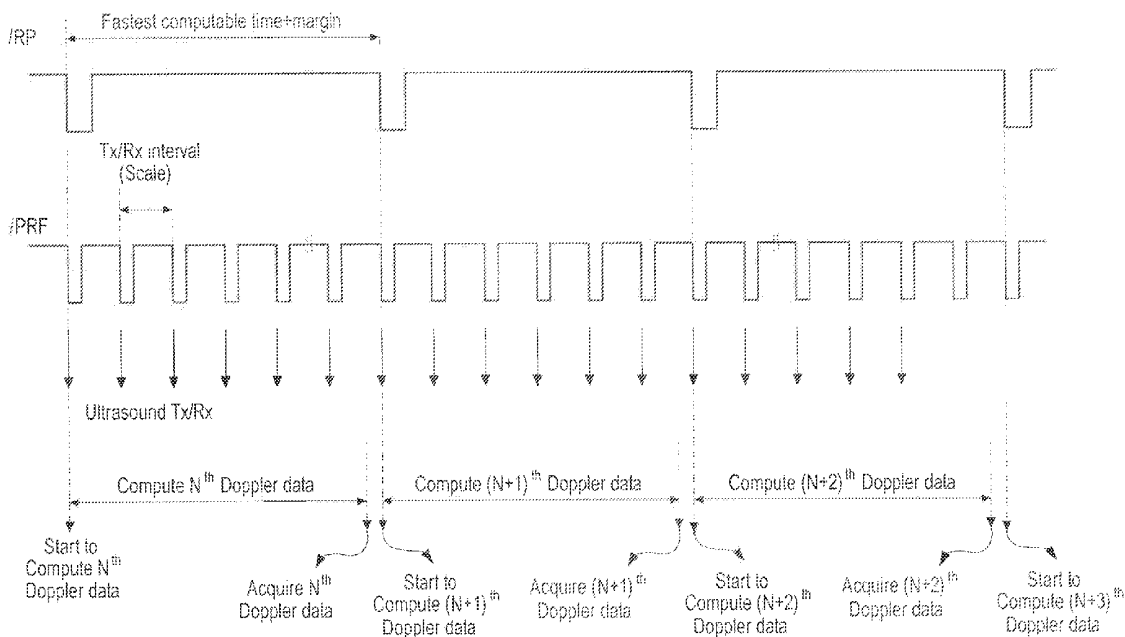 Fastest computable time+margin
/RP
Tx/Rx interval
(Scale)
/PRF
Ultrasound Tx/Rx
Compute N th Doppler data
Compute (N+1) th Doppler data
Compute (N+2) th Doppler data
Start to
Compute N th
Doppler data
Acquire N th
Doppler data
Start to
Compute (N+1) th
Doppler data
Acquire (N+1) th
Doppler data
Start to
Compute (N+2) th
Doppler data
Acquire (N+2) th
Doppler data
Start to
Compute (N+3) th
Doppler data